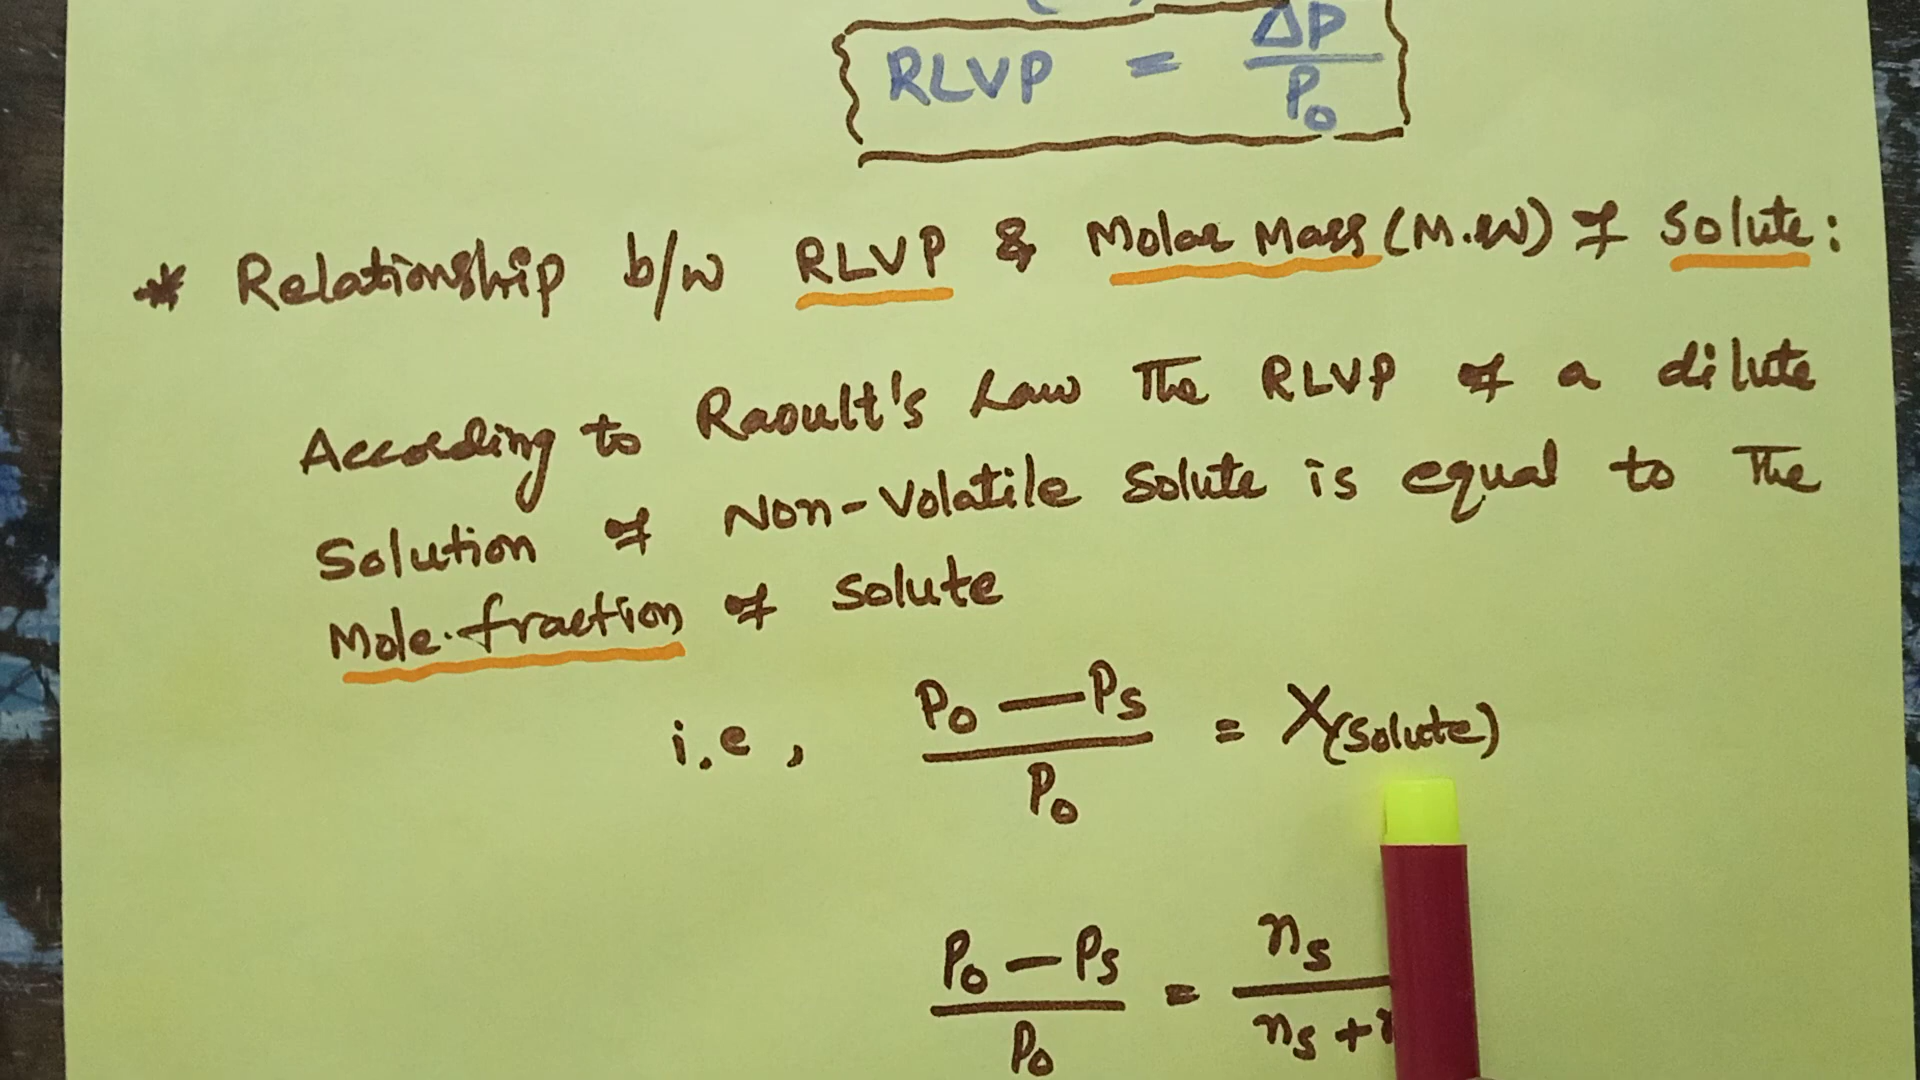 RLVP = ΔP/P₀
* Relationship b/w RLVP & Molar Mass (M.W) of Solute:
According to Raoult's Law The RLVP of a dilute
Solution of Non-Volatile Solute is equal to The
Mole-fraction of Solute
i.e, P₀ — Pₛ / P₀ = X(Solute)
P₀ — Pₛ / P₀ = nₛ / nₛ +